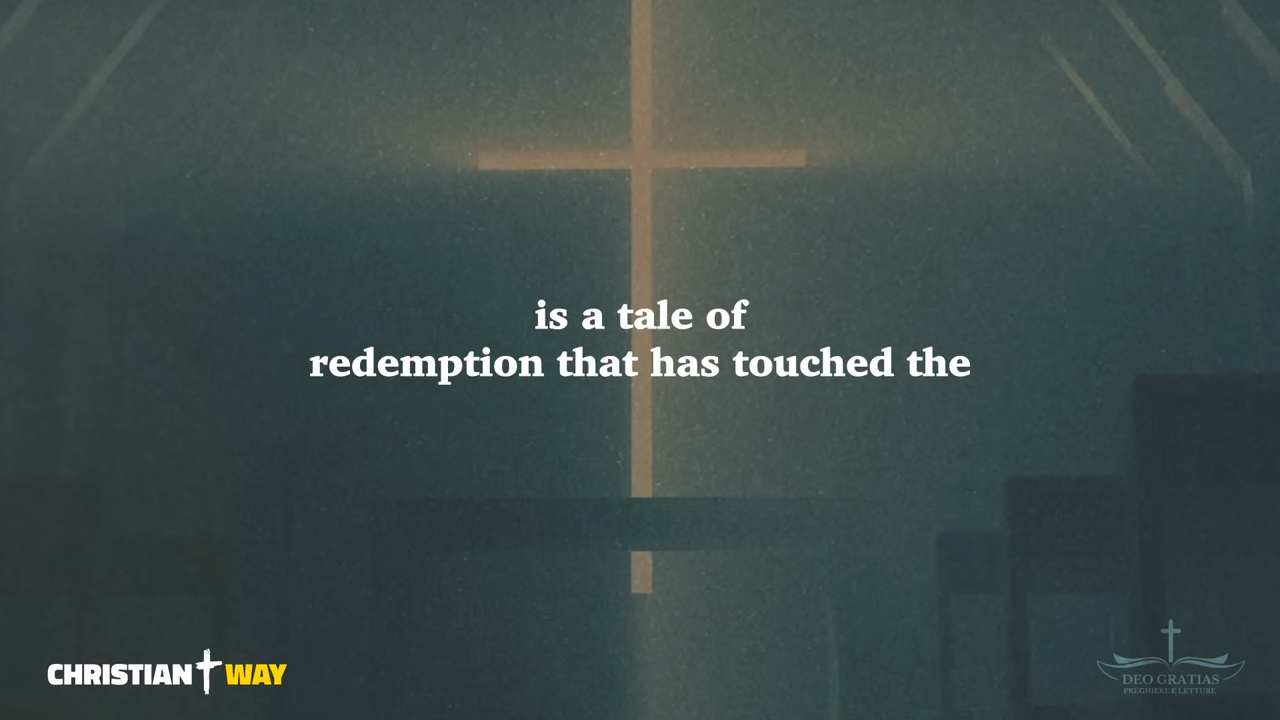 is a tale of
redemption that has touched the
CHRISTIAN WAY
DEO GRATIAS
PREGHIERE E LETTURE